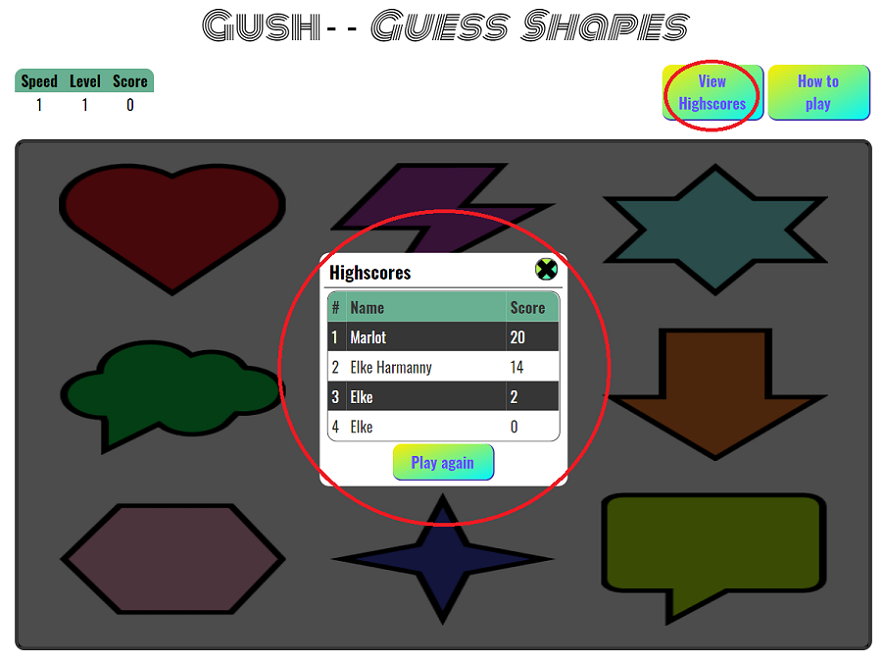 Gush-- Guess Shapes
Speed Level Score
1 1 0
View
Highscores
How to
play
Highscores
# Name Score
1 Marlot 20
2 Elke Harmanny 14
3 Elke 2
4 Elke 0
Play again